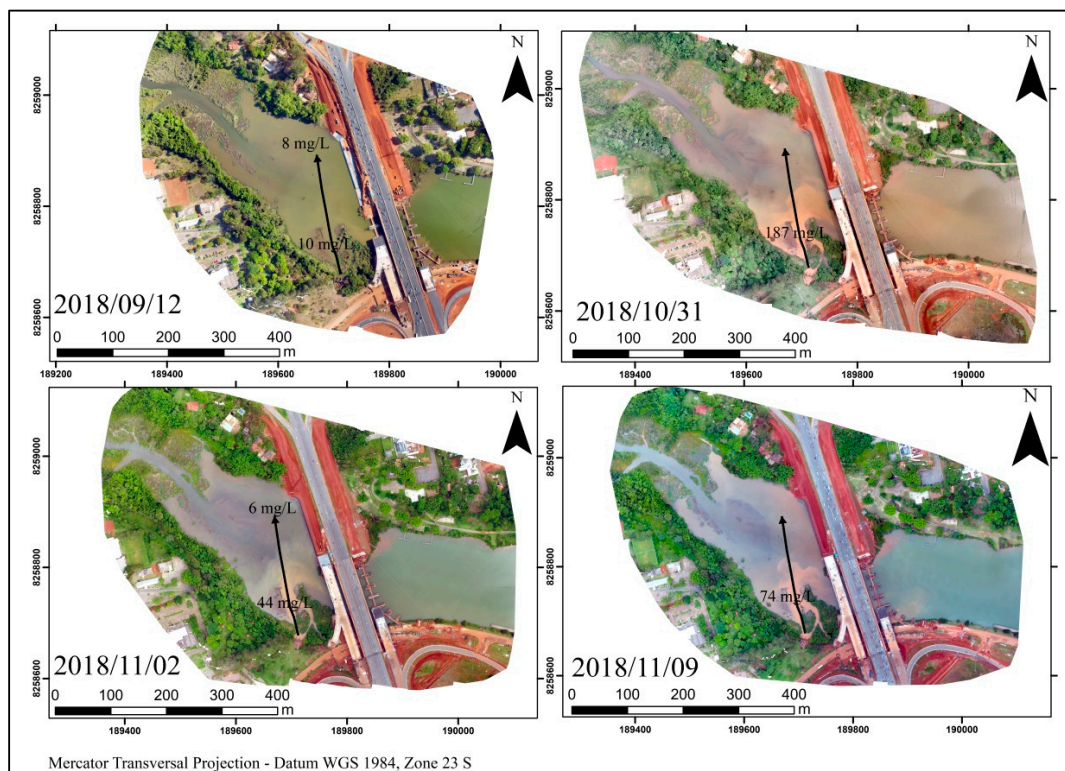 N
8259000
8258800
8258600
8 mg/L
10 mg/L
2018/09/12
0 100 200 300 400
m
189200 189400 189600 189800 190000
N
8259000
8258800
8258600
187 mg/L
2018/10/31
0 100 200 300 400
m
189400 189600 189800 190000
N
8259000
8258800
8258600
6 mg/L
44 mg/L
2018/11/02
0 100 200 300 400
m
189400 189600 189800 190000
N
8259000
8258800
8258600
74 mg/L
2018/11/09
0 100 200 300 400
m
189400 189600 189800 190000
Mercator Transversal Projection - Datum WGS 1984, Zone 23 S